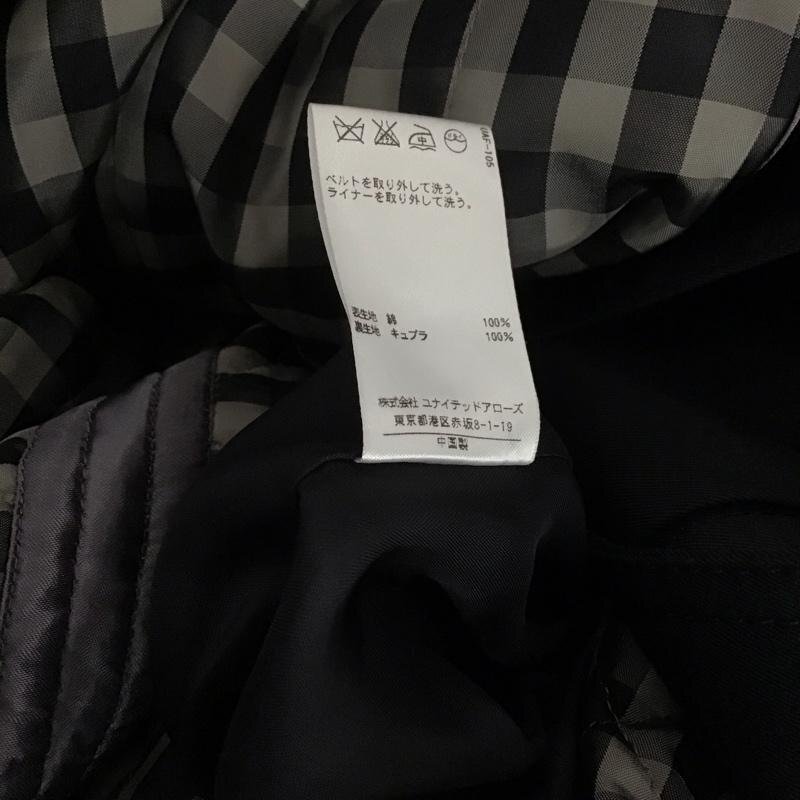 UAF-105
中
ベルトを取り外して洗う。
ライナーを取り外して洗う。
表生地 綿 100%
裏生地 キュプラ 100%
株式会社 ユナイテッドアローズ
東京都港区赤坂8-1-19
中国製